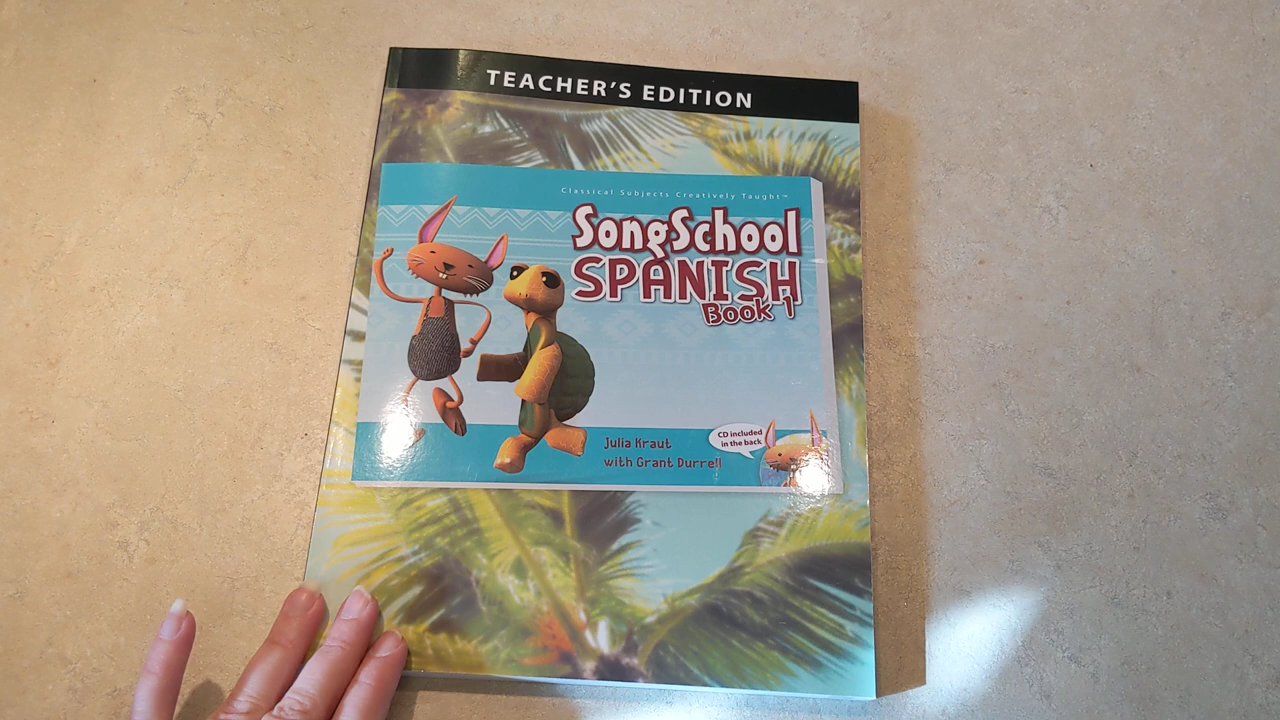 TEACHER'S EDITION
Classical Subjects Creatively Taught™
SongSchool
SPANISH
Book 1
Julia Kraut
with Grant Durrell
CD included
in the back